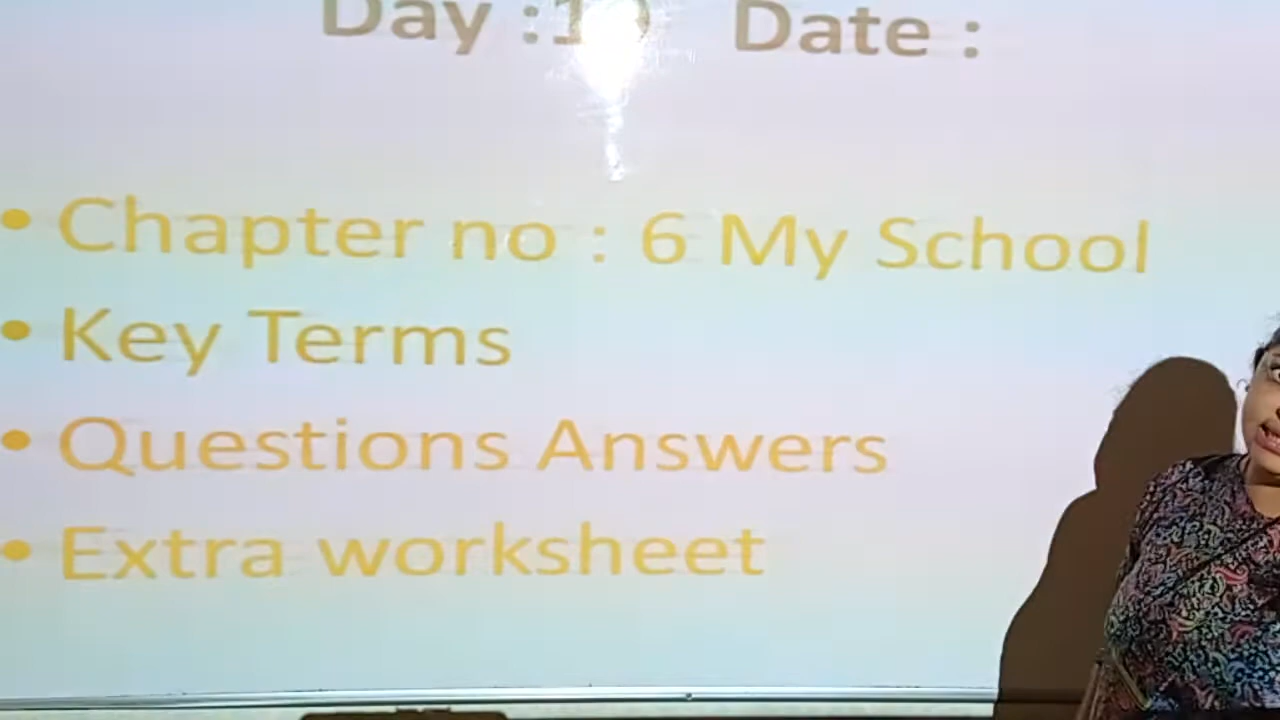 Day : Date :
• Chapter no : 6 My School
• Key Terms
• Questions Answers
• Extra worksheet